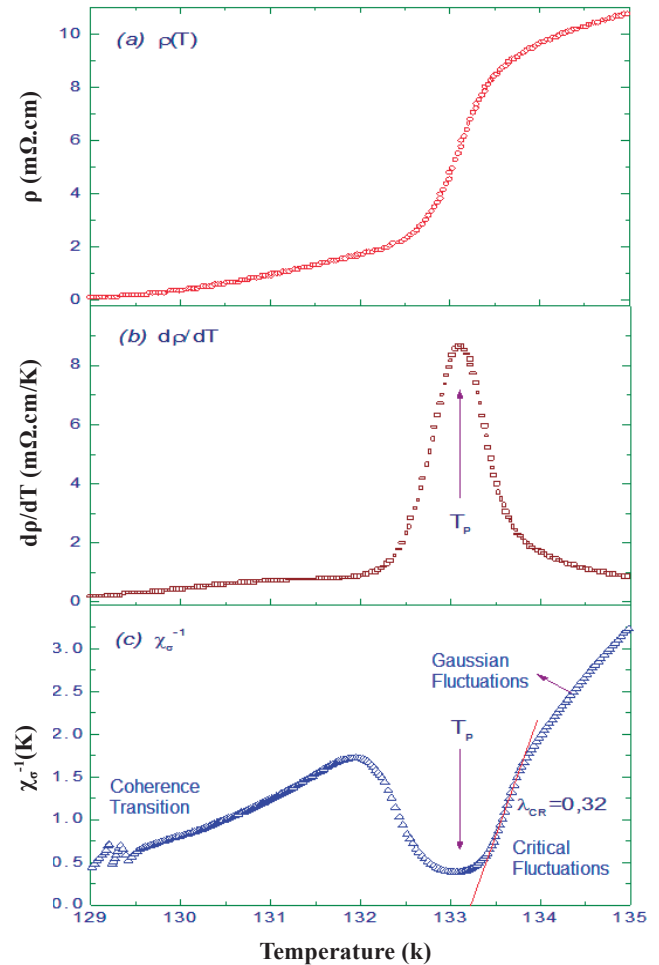 10
8
6
4
2
0
ρ (mΩ.cm)
(a) ρ(T)
8
6
4
2
0
dρ/dT (mΩ.cm/K)
(b) dρ/dT
T_P
3.0
2.5
2.0
1.5
1.0
0.5
0.0
χ_σ⁻¹(K)
(c) χ_σ⁻¹
Gaussian
Fluctuations
T_P
Coherence
Transition
λ_CR=0,32
Critical
Fluctuations
129 130 131 132 133 134 135
Temperature (k)